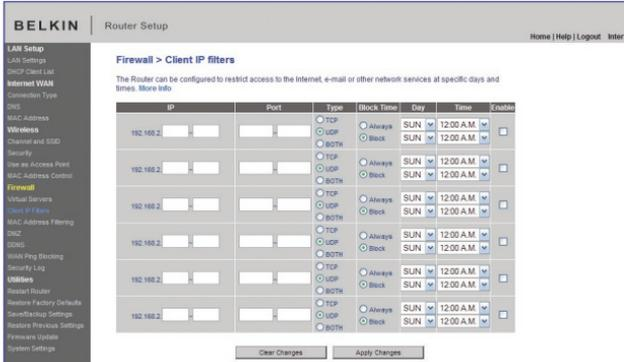 BELKIN
Router Setup
Home | Help | Logout Inter
LAN Setup
LAN Settings
DHCP Client List
Internet WAN
Connection Type
DNS
MAC Address
Wireless
Channel and SSID
Security
Use as Access Point
MAC Address Control
Firewall
Virtual Servers
Client IP Filters
MAC Address Filtering
DMZ
DDNS
WAN Ping Blocking
Security Log
Utilities
Restart Router
Restore Factory Defaults
Save/Backup Settings
Restore Previous Settings
Firmware Update
System Settings
Firewall > Client IP filters
The Router can be configured to restrict access to the Internet, e-mail or other network services at specific days and
times. More Info
IP Port Type Block Time Day Time Enable
192.168.2. - - TCP UDP BOTH Always Block SUN 12:00 A.M. SUN 12:00 A.M.
192.168.2. - - TCP UDP BOTH Always Block SUN 12:00 A.M. SUN 12:00 A.M.
192.168.2. - - TCP UDP BOTH Always Block SUN 12:00 A.M. SUN 12:00 A.M.
192.168.2. - - TCP UDP BOTH Always Block SUN 12:00 A.M. SUN 12:00 A.M.
192.168.2. - - TCP UDP BOTH Always Block SUN 12:00 A.M. SUN 12:00 A.M.
192.168.2. - - TCP UDP BOTH Always Block SUN 12:00 A.M. SUN 12:00 A.M.
Clear Changes Apply Changes